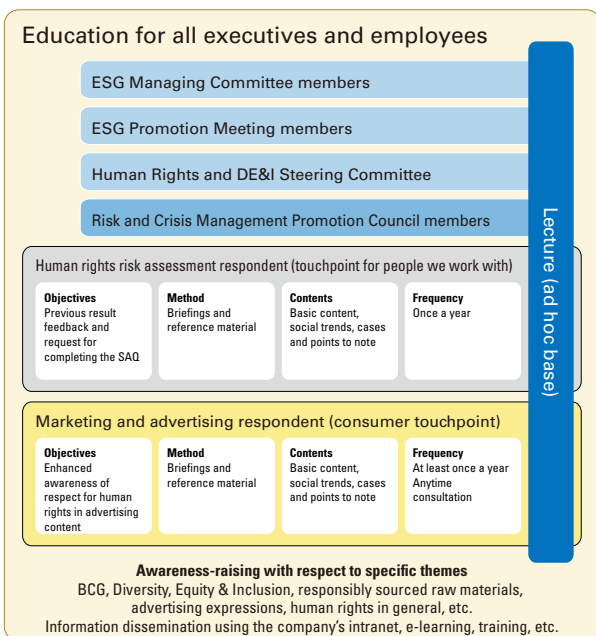 Education for all executives and employees
ESG Managing Committee members
ESG Promotion Meeting members
Human Rights and DE&I Steering Committee
Risk and Crisis Management Promotion Council members
Lecture (ad hoc base)
Human rights risk assessment respondent (touchpoint for people we work with)
Objectives
Previous result
feedback and
request for
completing the SAQ
Method
Briefings and
reference material
Contents
Basic content,
social trends, cases
and points to note
Frequency
Once a year
Marketing and advertising respondent (consumer touchpoint)
Objectives
Enhanced
awareness of
respect for human
rights in advertising
content
Method
Briefings and
reference material
Contents
Basic content,
social trends, cases
and points to note
Frequency
At least once a year
Anytime
consultation
Awareness-raising with respect to specific themes
BCG, Diversity, Equity & Inclusion, responsibly sourced raw materials,
advertising expressions, human rights in general, etc.
Information dissemination using the company's intranet, e-learning, training, etc.